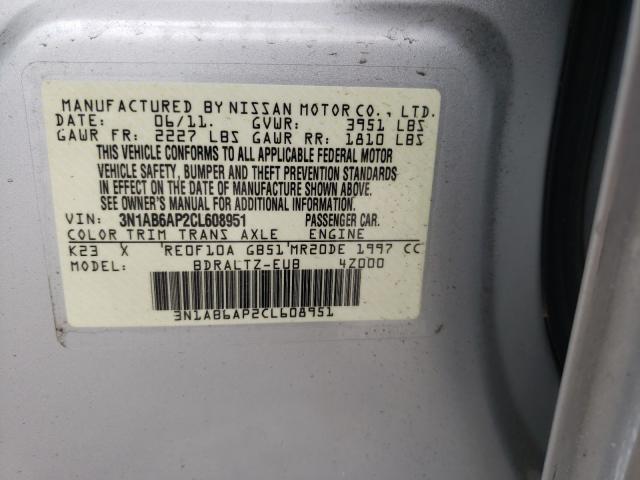 MANUFACTURED BY NISSAN MOTOR CO., LTD.
DATE: 06/11. GVWR: 3951 LBS
GAWR FR: 2227 LBS GAWR RR: 1810 LBS
THIS VEHICLE CONFORMS TO ALL APPLICABLE FEDERAL MOTOR
VEHICLE SAFETY, BUMPER AND THEFT PREVENTION STANDARDS
IN EFFECT ON THE DATE OF MANUFACTURE SHOWN ABOVE.
SEE OWNER'S MANUAL FOR ADDITIONAL INFORMATION.
VIN: 3N1AB6AP2CL608951 PASSENGER CAR.
COLOR TRIM TRANS AXLE ENGINE
K23 X RE0F10A GB51 MR20DE 1997 CC
MODEL: BDRALTZ-EUB 4Z000
3N1AB6AP2CL608951